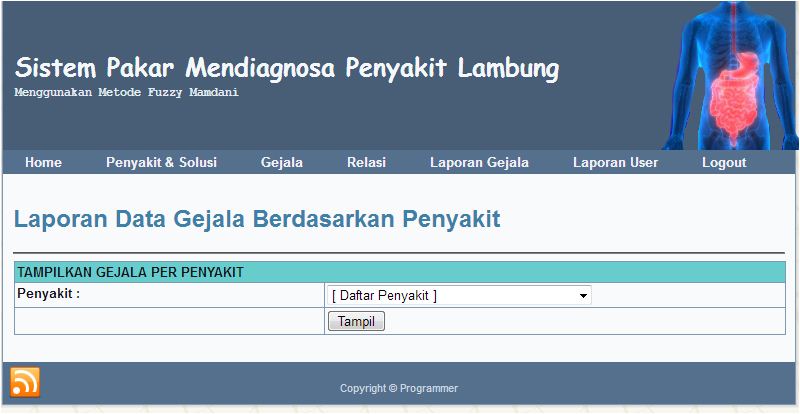 Sistem Pakar Mendiagnosa Penyakit Lambung
Menggunakan Metode Fuzzy Mamdani
Home Penyakit & Solusi Gejala Relasi Laporan Gejala Laporan User Logout
Laporan Data Gejala Berdasarkan Penyakit
TAMPILKAN GEJALA PER PENYAKIT
Penyakit : [ Daftar Penyakit ]
Tampil
Copyright © Programmer